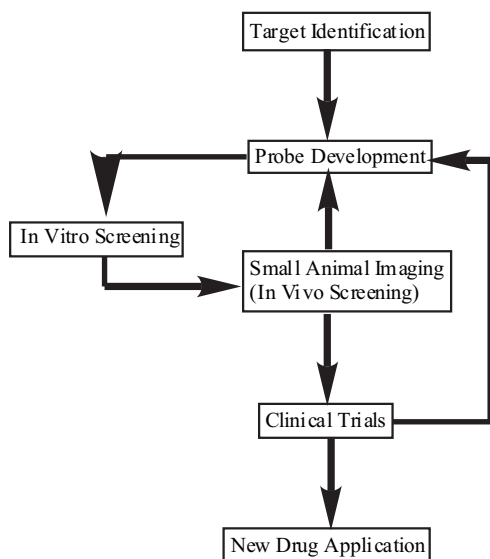 Target Identification
Probe Development
In Vitro Screening
Small Animal Imaging
(In Vivo Screening)
Clinical Trials
New Drug Application